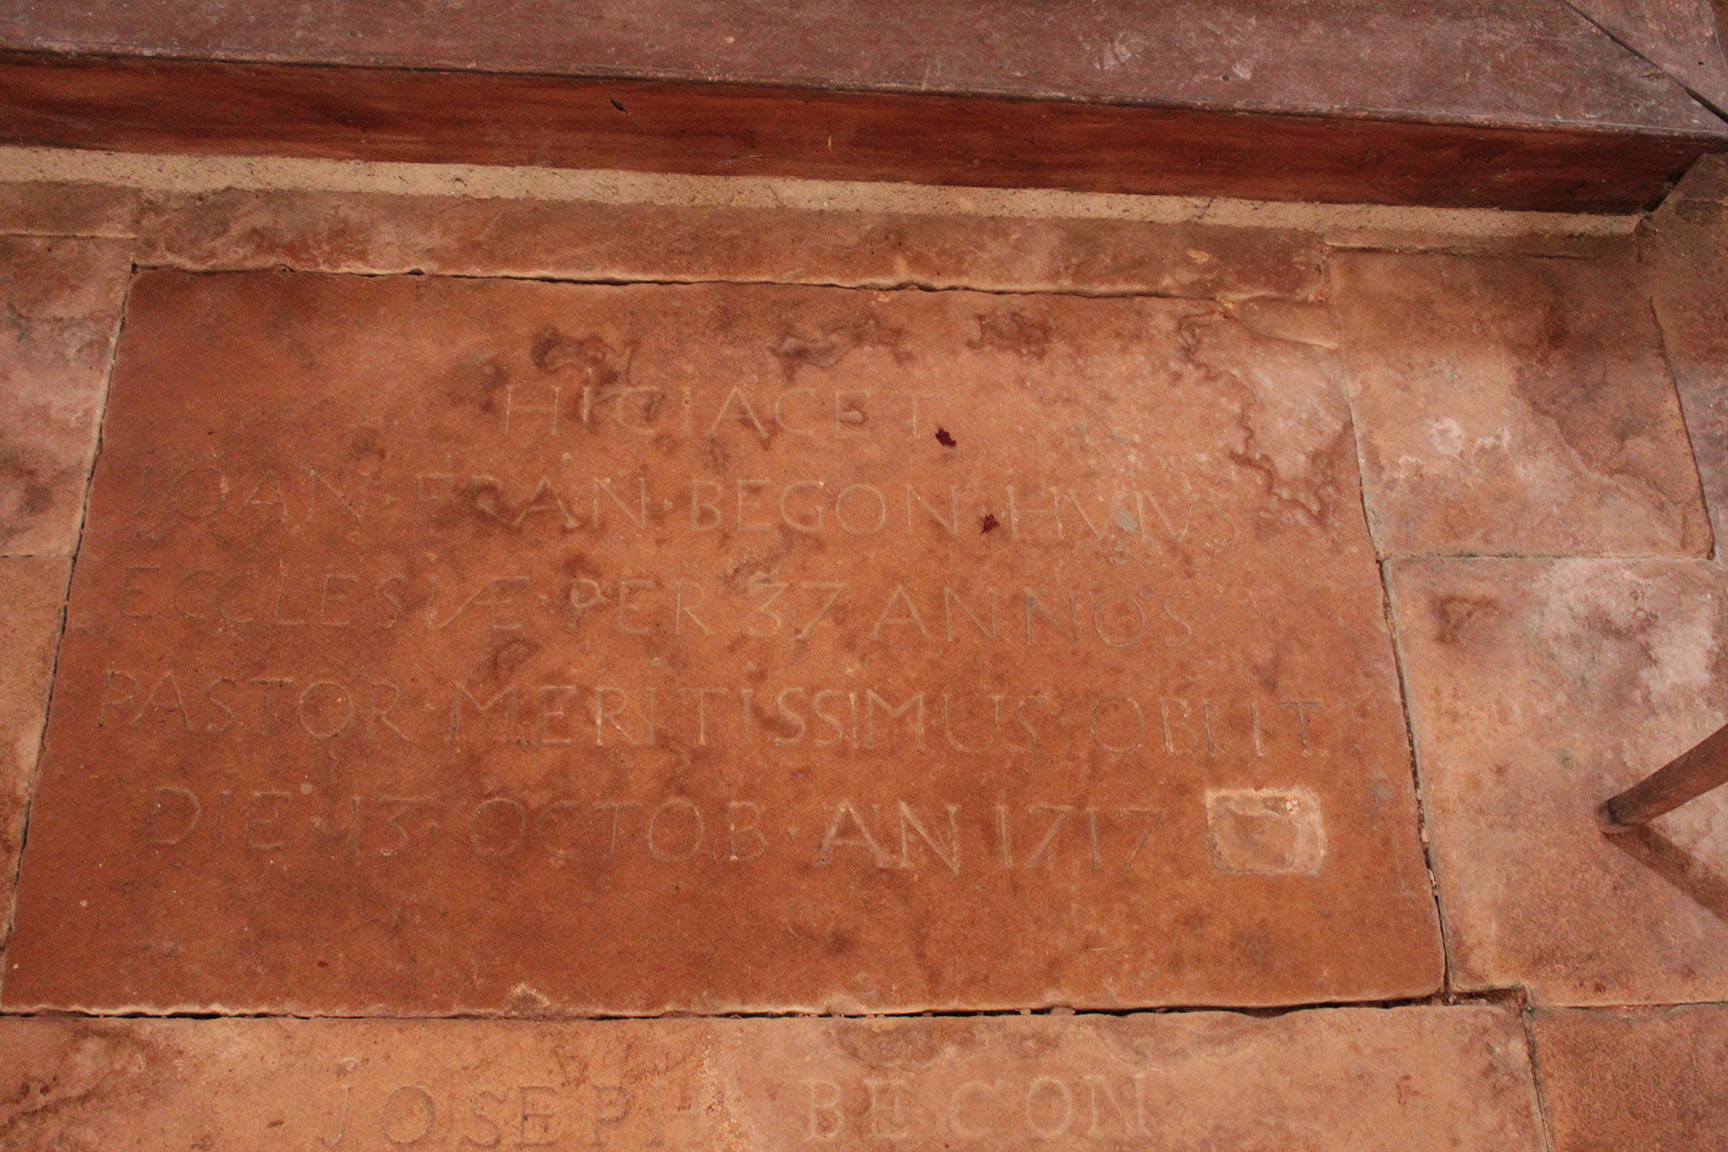 HIC IACET
IOAN · FRAN · BEGON · HVIVS
ECCLESIÆ · PER 37 ANNOS
PASTOR · MERITISSIMUS · OBIIT
DIE · 13 · OCTOB · AN 1717
JOSEPH BEGON